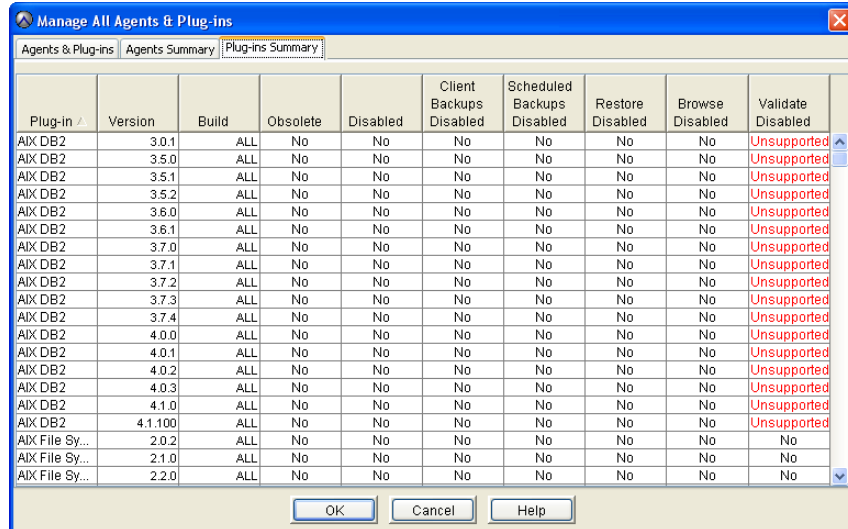 Manage All Agents & Plug-ins
Agents & Plug-ins Agents Summary Plug-ins Summary
Plug-in Version Build Obsolete Disabled Client Backups Disabled Scheduled Backups Disabled Restore Disabled Browse Disabled Validate Disabled
AIX DB2 3.0.1 ALL No No No No No No Unsupported
AIX DB2 3.5.0 ALL No No No No No No Unsupported
AIX DB2 3.5.1 ALL No No No No No No Unsupported
AIX DB2 3.5.2 ALL No No No No No No Unsupported
AIX DB2 3.6.0 ALL No No No No No No Unsupported
AIX DB2 3.6.1 ALL No No No No No No Unsupported
AIX DB2 3.7.0 ALL No No No No No No Unsupported
AIX DB2 3.7.1 ALL No No No No No No Unsupported
AIX DB2 3.7.2 ALL No No No No No No Unsupported
AIX DB2 3.7.3 ALL No No No No No No Unsupported
AIX DB2 3.7.4 ALL No No No No No No Unsupported
AIX DB2 4.0.0 ALL No No No No No No Unsupported
AIX DB2 4.0.1 ALL No No No No No No Unsupported
AIX DB2 4.0.2 ALL No No No No No No Unsupported
AIX DB2 4.0.3 ALL No No No No No No Unsupported
AIX DB2 4.1.0 ALL No No No No No No Unsupported
AIX DB2 4.1.100 ALL No No No No No No Unsupported
AIX File Sy... 2.0.2 ALL No No No No No No No
AIX File Sy... 2.1.0 ALL No No No No No No No
AIX File Sy... 2.2.0 ALL No No No No No No No
OK Cancel Help